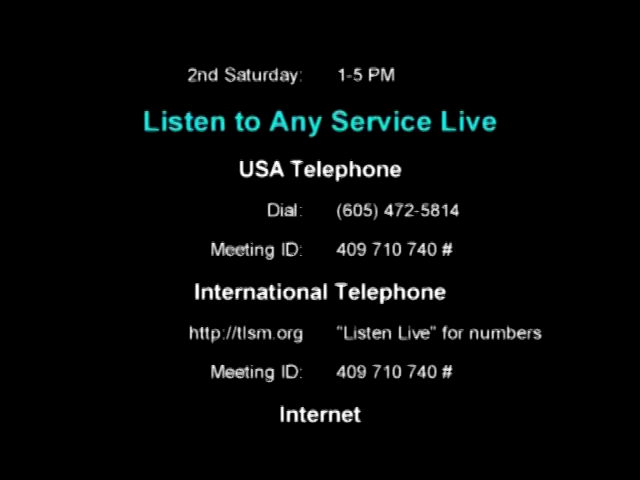 2nd Saturday: 1-5 PM
Listen to Any Service Live
USA Telephone
Dial: (605) 472-5814
Meeting ID: 409 710 740 #
International Telephone
http://tlsm.org "Listen Live" for numbers
Meeting ID: 409 710 740 #
Internet